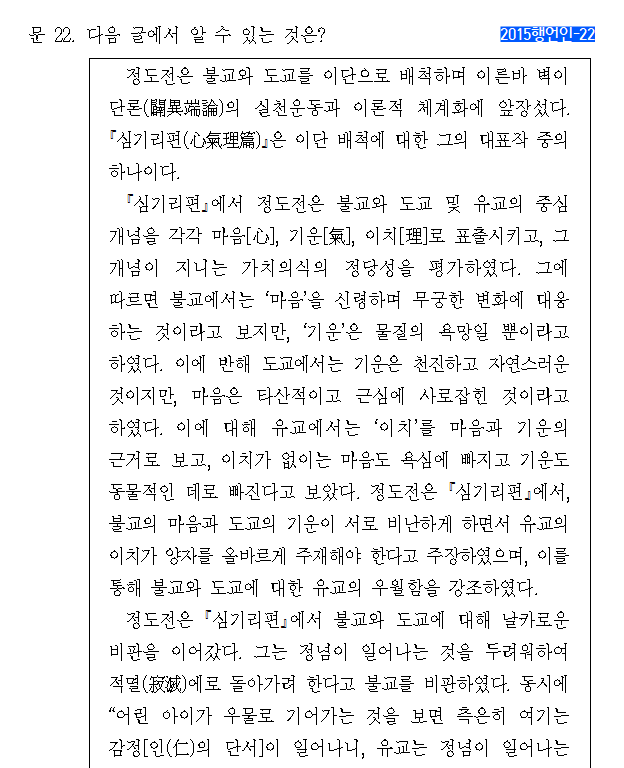 문 22. 다음 글에서 알 수 있는 것은?
2015행언인-22
정도전은 불교와 도교를 이단으로 배척하며 이른바 벽이
단론(闢異端論)의 실천운동과 이론적 체계화에 앞장섰다.
『심기리편(心氣理篇)』은 이단 배척에 대한 그의 대표작 중의
하나이다.
『심기리편』에서 정도전은 불교와 도교 및 유교의 중심
개념을 각각 마음[心], 기운[氣], 이치[理]로 표출시키고, 그
개념이 지니는 가치의식의 정당성을 평가하였다. 그에
따르면 불교에서는 ‘마음’을 신령하며 무궁한 변화에 대응
하는 것이라고 보지만, ‘기운’은 물질의 욕망일 뿐이라고
하였다. 이에 반해 도교에서는 기운은 천진하고 자연스러운
것이지만, 마음은 타산적이고 근심에 사로잡힌 것이라고
하였다. 이에 대해 유교에서는 ‘이치’를 마음과 기운의
근거로 보고, 이치가 없이는 마음도 욕심에 빠지고 기운도
동물적인 데로 빠진다고 보았다. 정도전은 『심기리편』에서,
불교의 마음과 도교의 기운이 서로 비난하게 하면서 유교의
이치가 양자를 올바르게 주재해야 한다고 주장하였으며, 이를
통해 불교와 도교에 대한 유교의 우월함을 강조하였다.
정도전은 『심기리편』에서 불교와 도교에 대해 날카로운
비판을 이어갔다. 그는 정념이 일어나는 것을 두려워하여
적멸(寂滅)에로 돌아가려 한다고 불교를 비판하였다. 동시에
“어린 아이가 우물로 기어가는 것을 보면 측은히 여기는
감정[인(仁)의 단서]이 일어나니, 유교는 정념이 일어나는